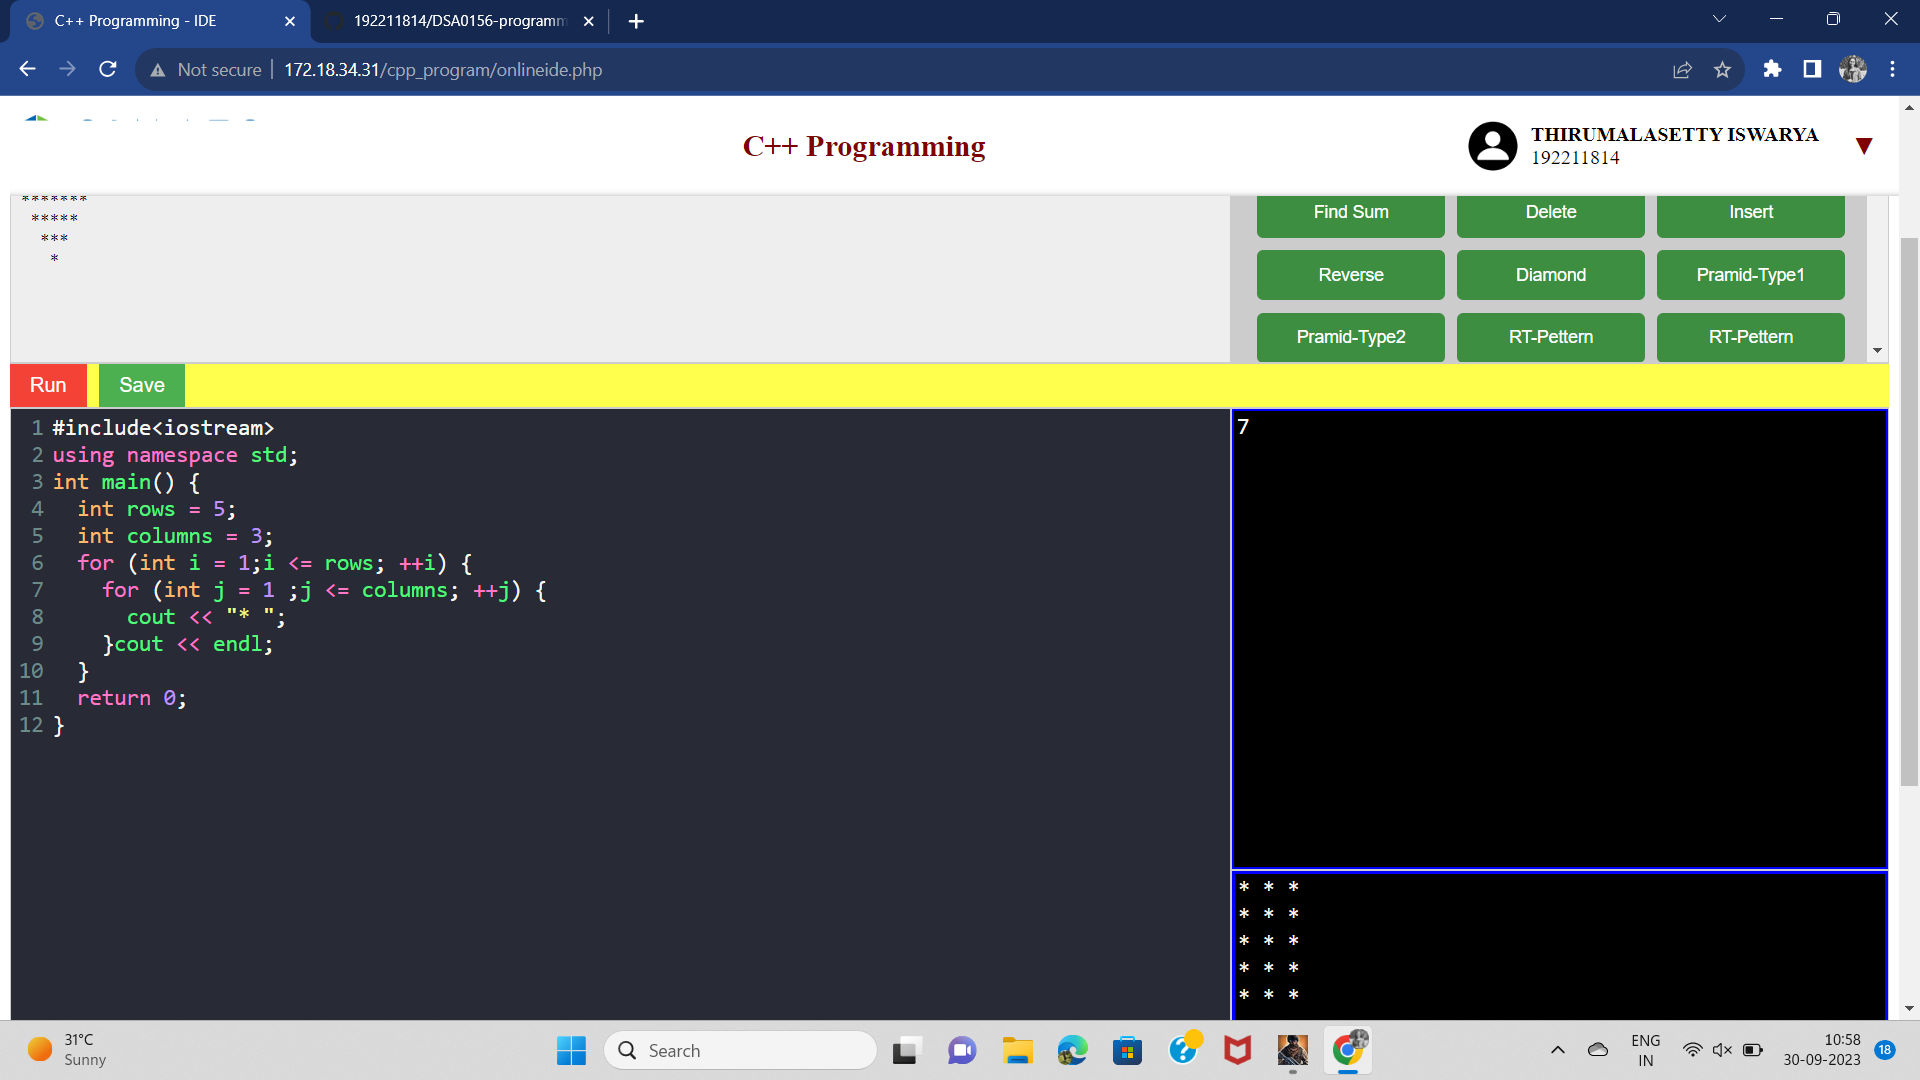 C++ Programming - IDE
192211814/DSA0156-programm
Not secure
172.18.34.31/cpp_program/onlineide.php
C++ Programming
THIRUMALASETTY ISWARYA
192211814
*******
*****
***
*
Find Sum
Delete
Insert
Reverse
Diamond
Pramid-Type1
Pramid-Type2
RT-Pettern
RT-Pettern
Run
Save
1 #include<iostream>
2 using namespace std;
3 int main() {
4   int rows = 5;
5   int columns = 3;
6   for (int i = 1;i <= rows; ++i) {
7     for (int j = 1 ;j <= columns; ++j) {
8       cout << "* ";
9     }cout << endl;
10   }
11   return 0;
12 }
7
* * *
* * *
* * *
* * *
* * *
31°C
Sunny
Search
ENG
IN
10:58
30-09-2023
18